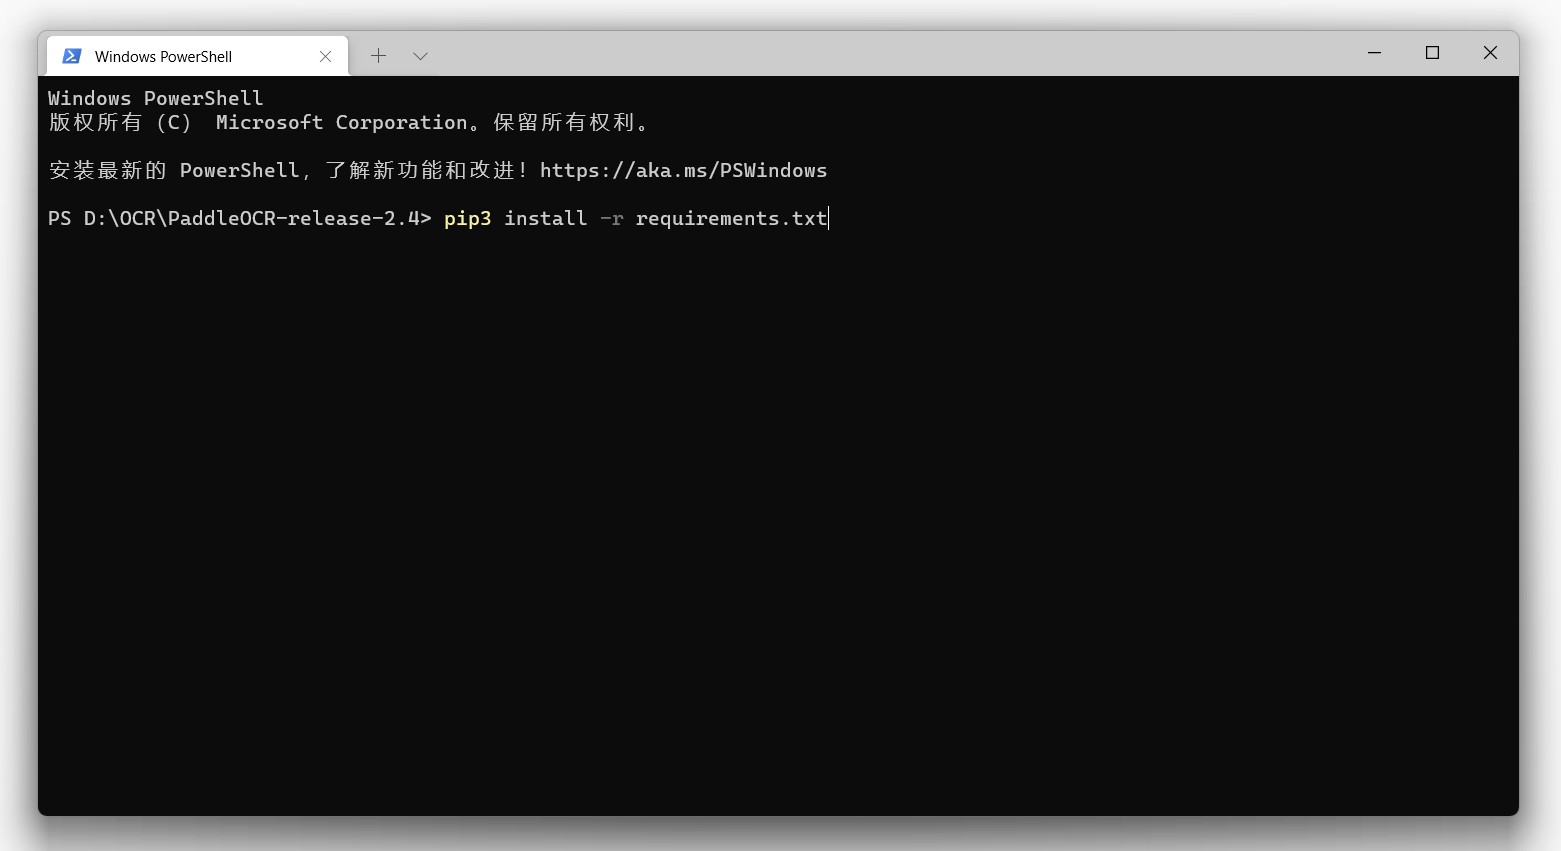 Windows PowerShell
Windows PowerShell
版权所有 (C) Microsoft Corporation。保留所有权利。
安装最新的 PowerShell，了解新功能和改进！https://aka.ms/PSWindows
PS D:\OCR\PaddleOCR-release-2.4> pip3 install -r requirements.txt